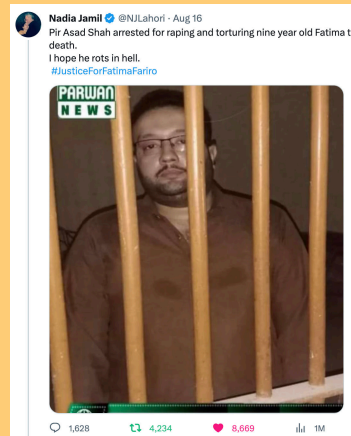 Nadia Jamil @NJLahori · Aug 16
Pir Asad Shah arrested for raping and torturing nine year old Fatima t
death.
I hope he rots in hell.
#JusticeForFatimaFariro
PARWAN
NEWS
1,628 4,234 8,669 1M